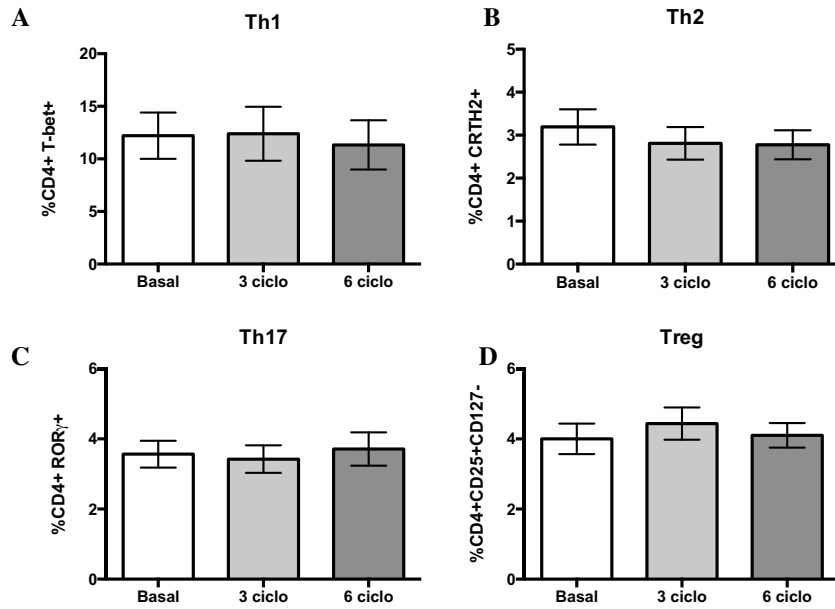 A
Th1
%CD4+ T-bet+
20
15
10
5
0
Basal
3 ciclo
6 ciclo
B
Th2
%CD4+ CRTH2+
5
4
3
2
1
0
Basal
3 ciclo
6 ciclo
C
Th17
%CD4+ RORγ+
6
4
2
0
Basal
3 ciclo
6 ciclo
D
Treg
%CD4+CD25+CD127-
6
4
2
0
Basal
3 ciclo
6 ciclo